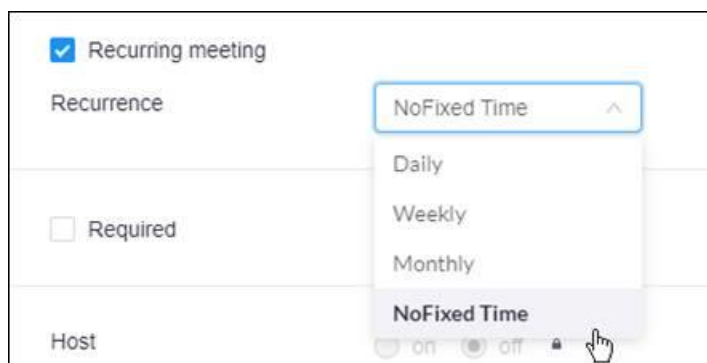 Recurring meeting
Recurrence
NoFixed Time
Daily
Weekly
Required
Monthly
NoFixed Time
Host
on off